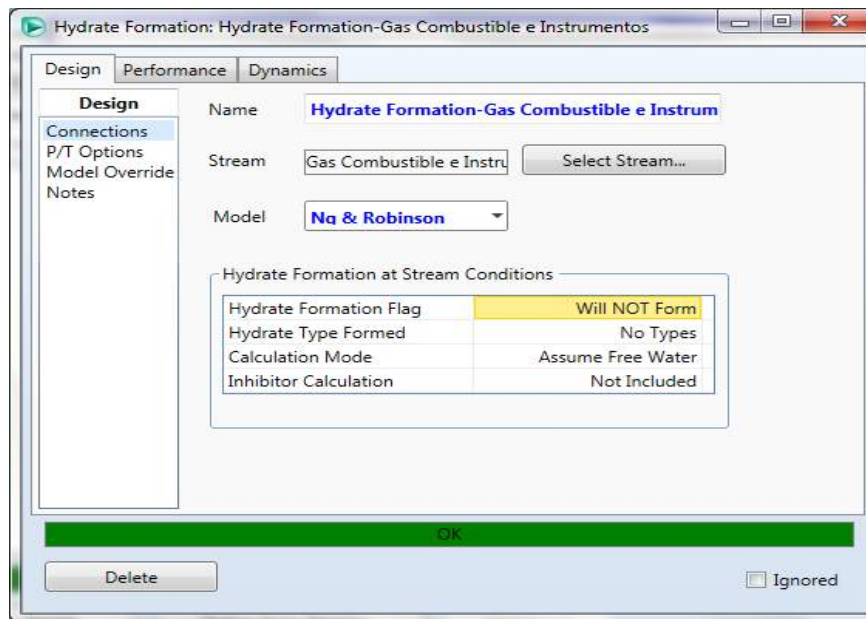 Hydrate Formation: Hydrate Formation-Gas Combustible e Instrumentos
Design Performance Dynamics
Design
Connections
P/T Options
Model Override
Notes
Name Hydrate Formation-Gas Combustible e Instrum
Stream Gas Combustible e Instru Select Stream...
Model Ng & Robinson
Hydrate Formation at Stream Conditions
Hydrate Formation Flag Will NOT Form
Hydrate Type Formed No Types
Calculation Mode Assume Free Water
Inhibitor Calculation Not Included
OK
Delete Ignored